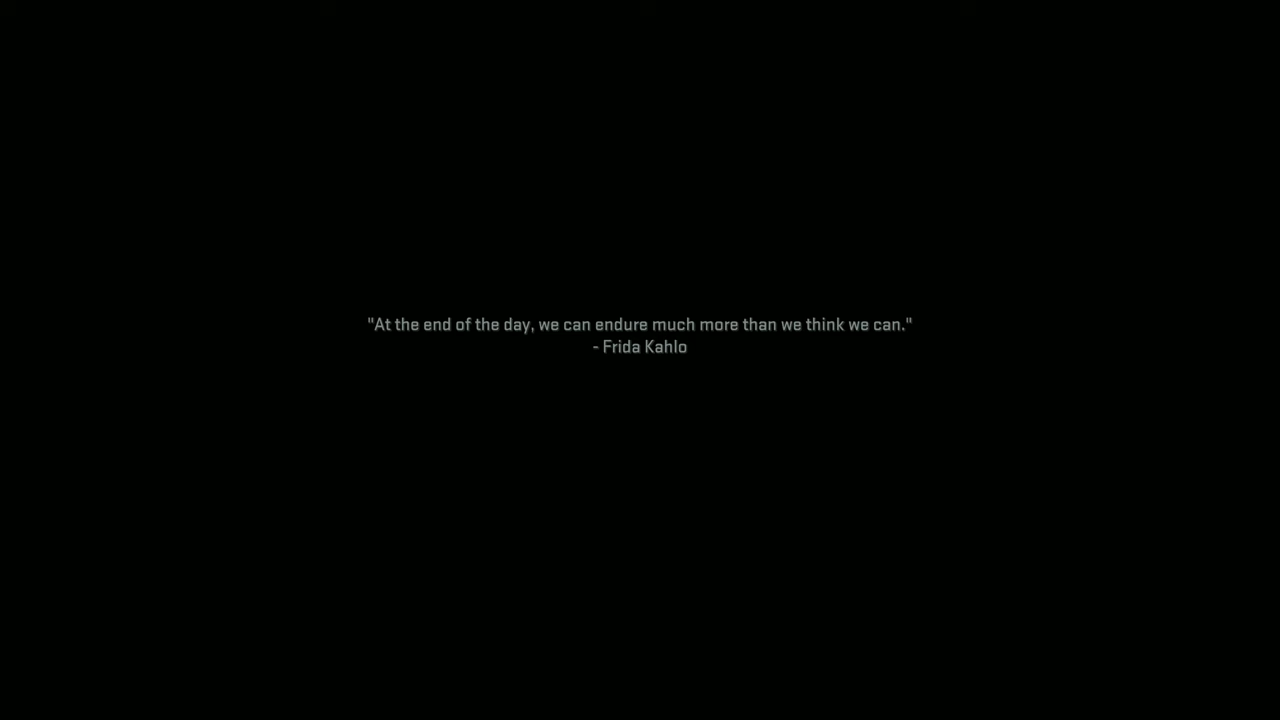 "At the end of the day, we can endure much more than we think we can."
- Frida Kahlo